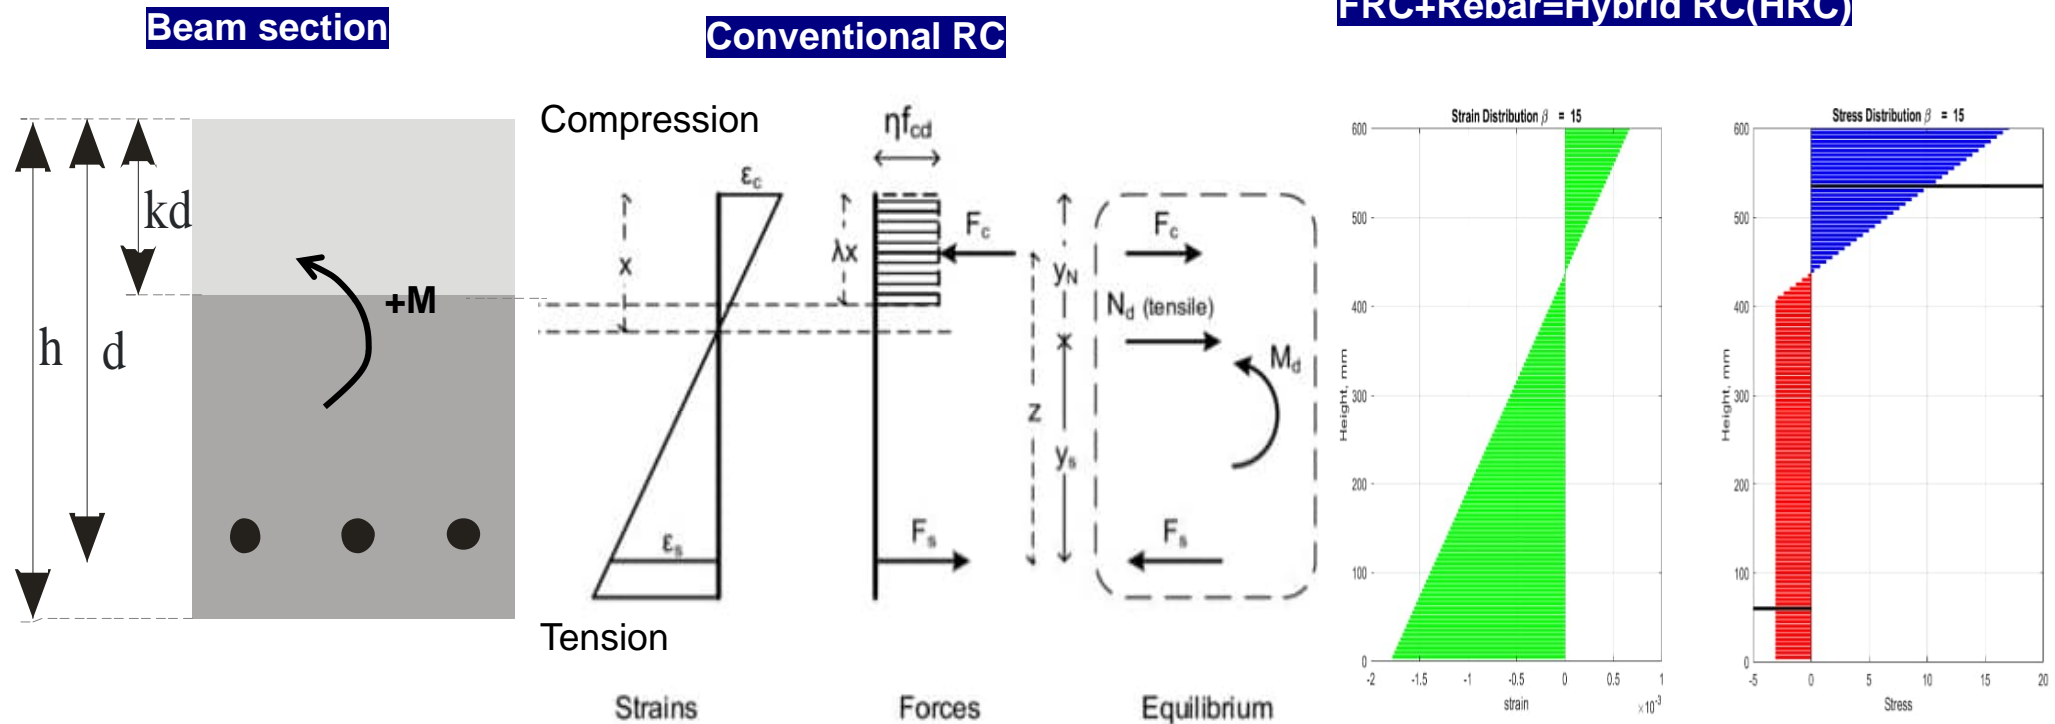 Beam section
Conventional RC
FRC+Rebar=Hybrid RC(HRC)
h
d
kd
+M
Compression
Tension
εc
x
εs
Strains
ηfcd
λx
Fc
Fs
z
Forces
yN
ys
Fc
Nd (tensile)
Md
Fs
Equilibrium
Strain Distribution β = 15
Height, mm
600
500
400
300
200
100
0
-2 -1.5 -1 -0.5 0 0.5 1
strain
×10⁻³
Stress Distribution β = 15
Height, mm
600
500
400
300
200
100
0
-5 0 5 10 15 20
Stress